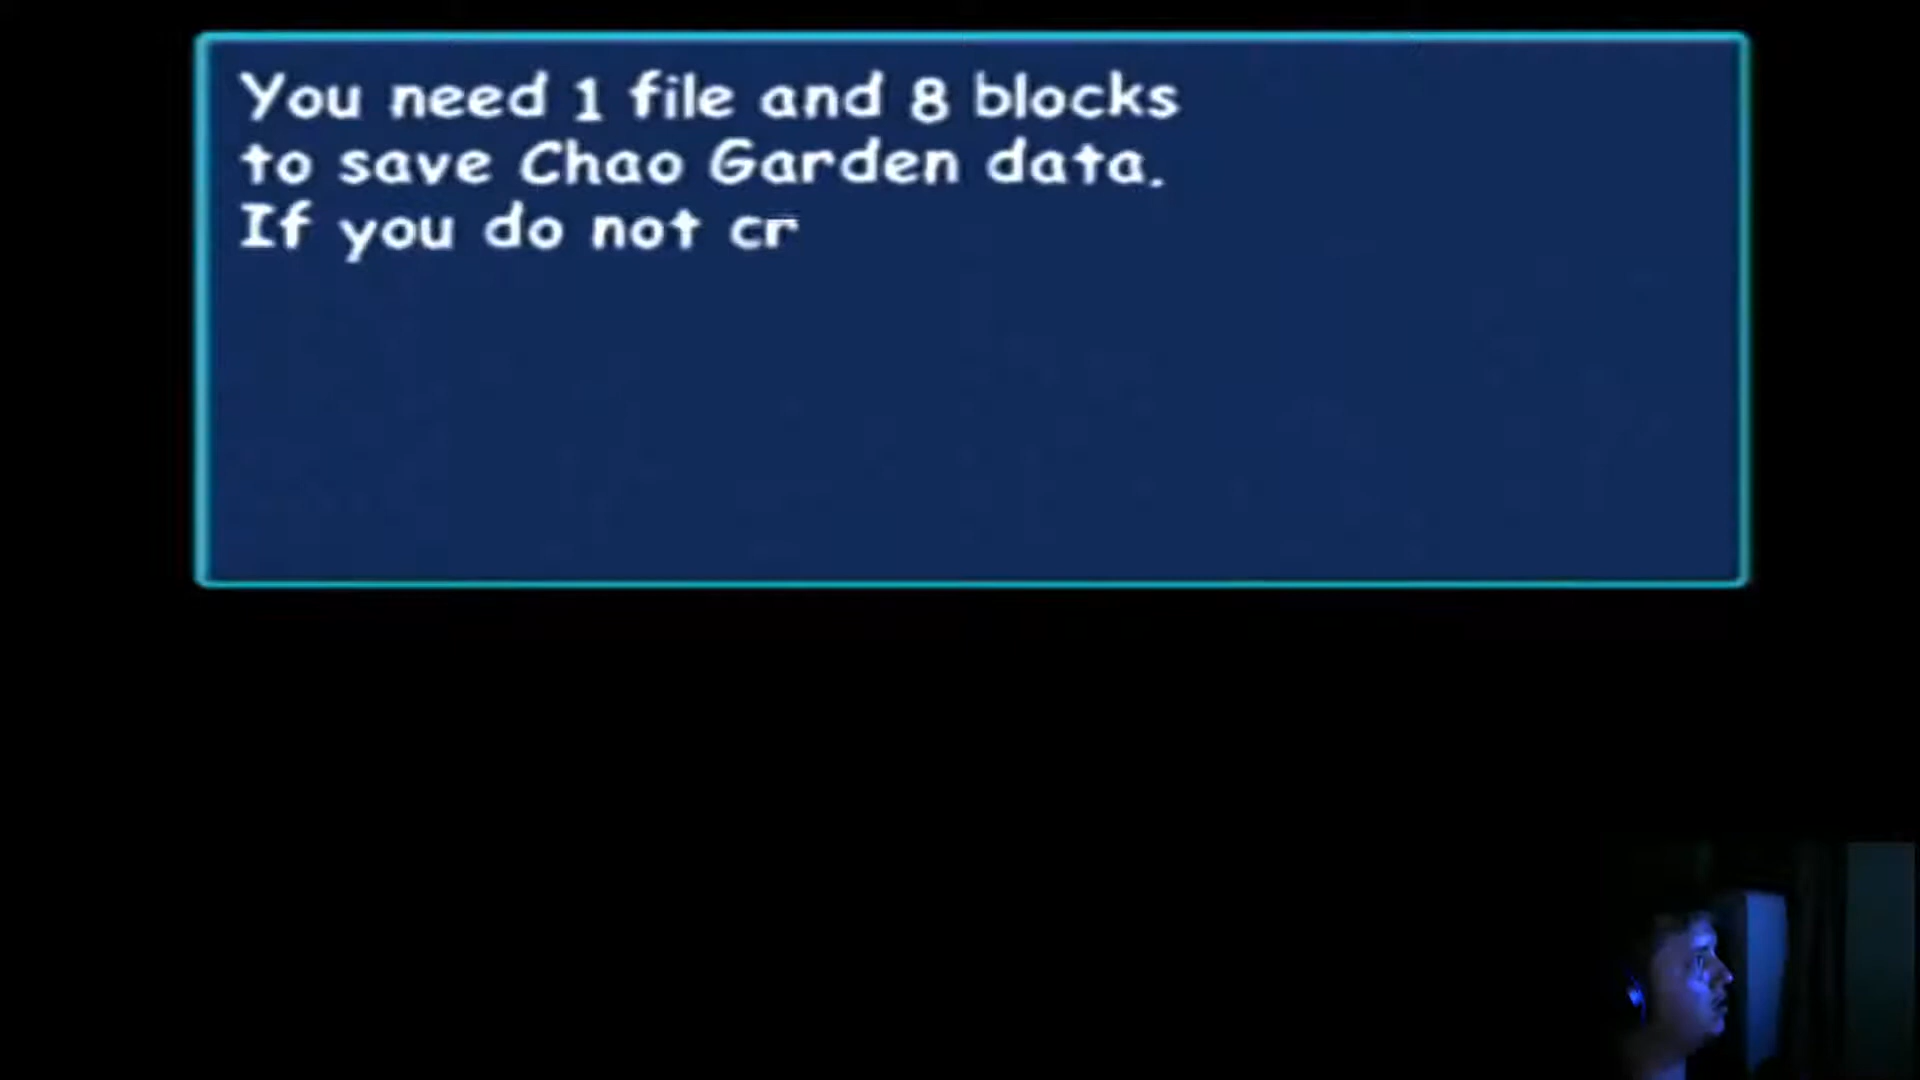 You need 1 file and 8 blocks
to save Chao Garden data.
If you do not cr